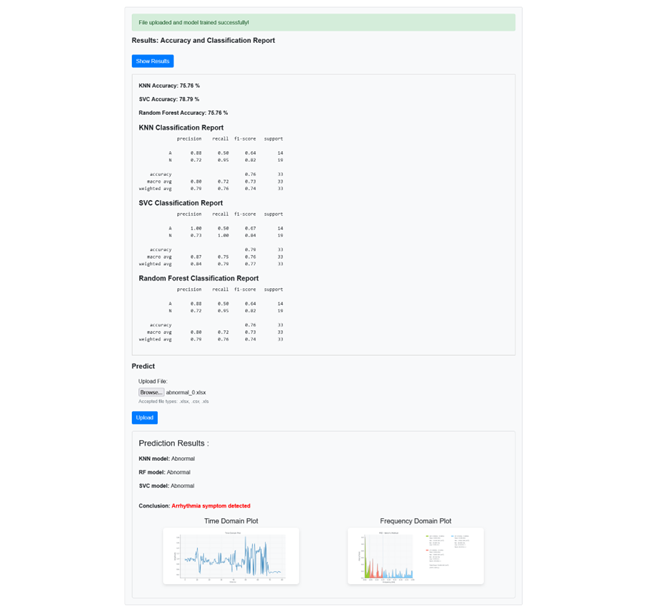 File uploaded and model trained successfully!
Results: Accuracy and Classification Report
Show Results
KNN Accuracy: 75.76 %
SVC Accuracy: 78.79 %
Random Forest Accuracy: 75.76 %
KNN Classification Report
precision recall f1-score support
A 0.88 0.50 0.64 14
N 0.72 0.95 0.82 19
accuracy 0.76 33
macro avg 0.80 0.72 0.73 33
weighted avg 0.79 0.76 0.74 33
SVC Classification Report
precision recall f1-score support
A 1.00 0.50 0.67 14
N 0.73 1.00 0.84 19
accuracy 0.79 33
macro avg 0.87 0.75 0.76 33
weighted avg 0.84 0.79 0.77 33
Random Forest Classification Report
precision recall f1-score support
A 0.88 0.50 0.64 14
N 0.72 0.95 0.82 19
accuracy 0.76 33
macro avg 0.80 0.72 0.73 33
weighted avg 0.79 0.76 0.74 33
Predict
Upload File:
Browse... abnormal_0.xlsx
Accepted file types: .xlsx, .csv, .xls
Upload
Prediction Results :
KNN model: Abnormal
RF model: Abnormal
SVC model: Abnormal
Conclusion: Arrhythmia symptom detected
Time Domain Plot Frequency Domain Plot